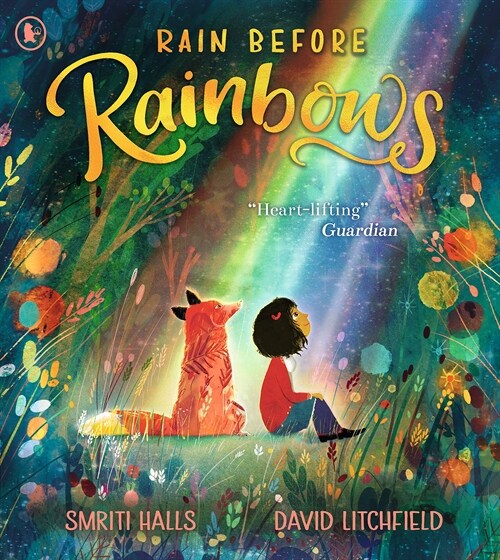 RAIN BEFORE
Rainbows
“Heart-lifting”
Guardian
SMRITI HALLS
DAVID LITCHFIELD